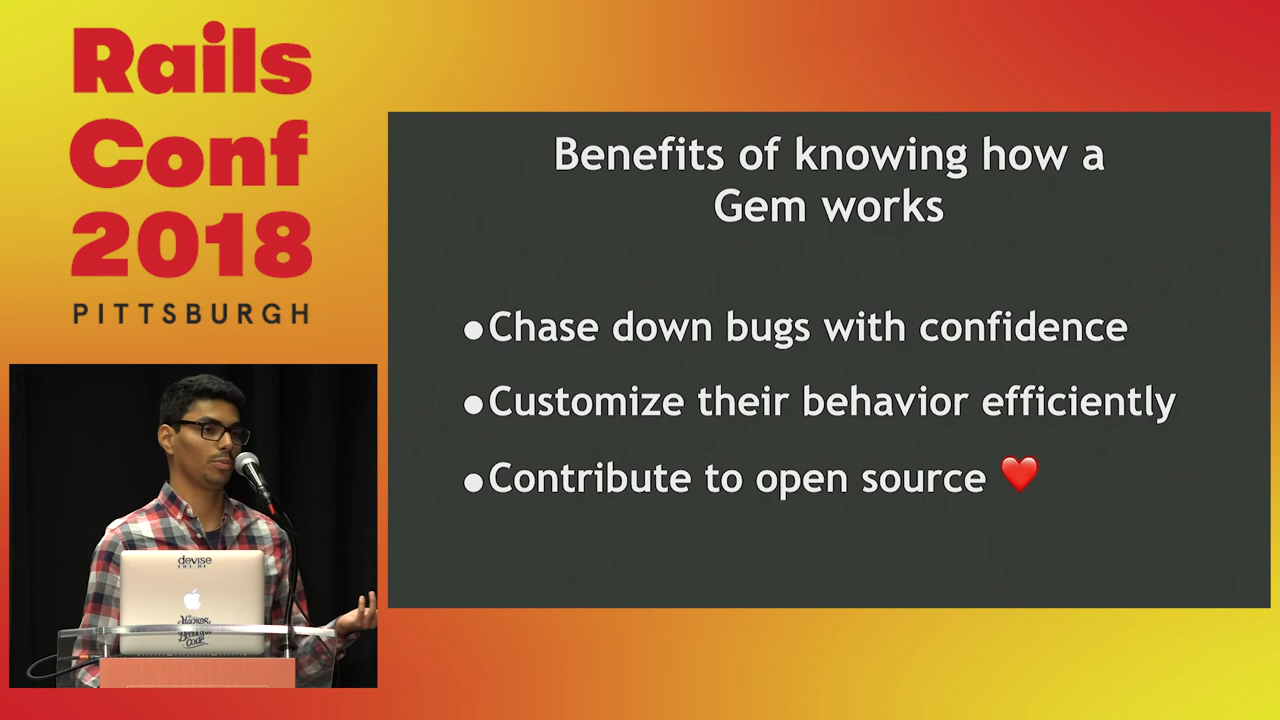 Rails
Conf
2018
PITTSBURGH
Benefits of knowing how a
Gem works
●Chase down bugs with confidence
●Customize their behavior efficiently
●Contribute to open source ❤️
devise
Code